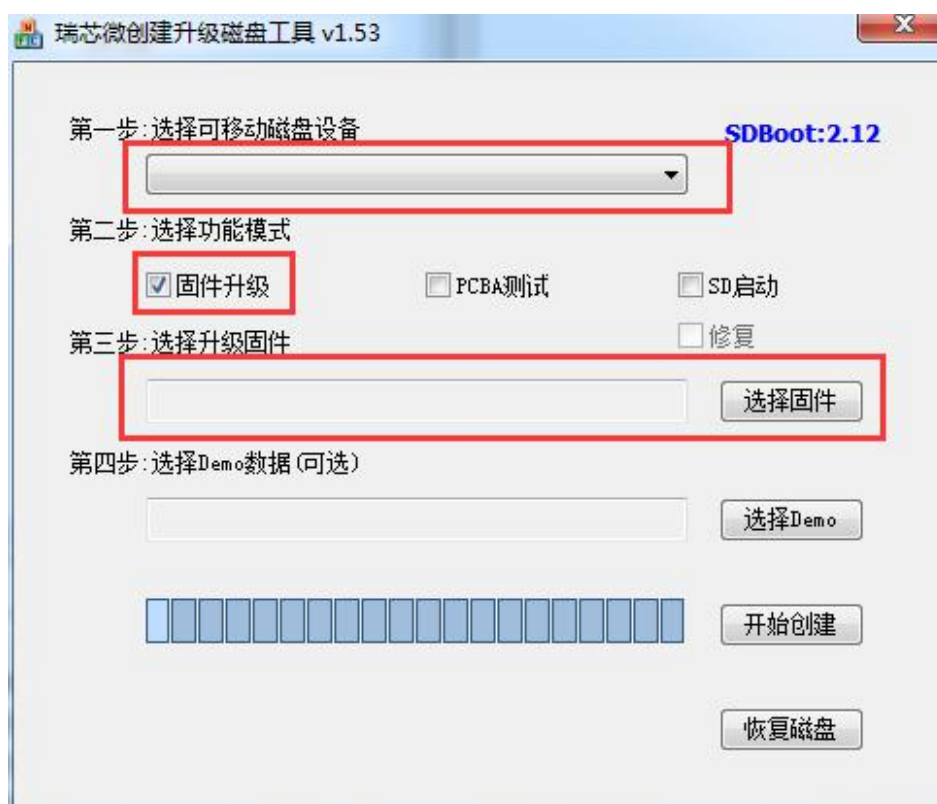 瑞芯微创建升级磁盘工具 v1.53
第一步:选择可移动磁盘设备
SDBoot:2.12
第二步:选择功能模式
固件升级 PCBA测试 SD启动
第三步:选择升级固件 修复
选择固件
第四步:选择Demo数据(可选)
选择Demo
开始创建
恢复磁盘